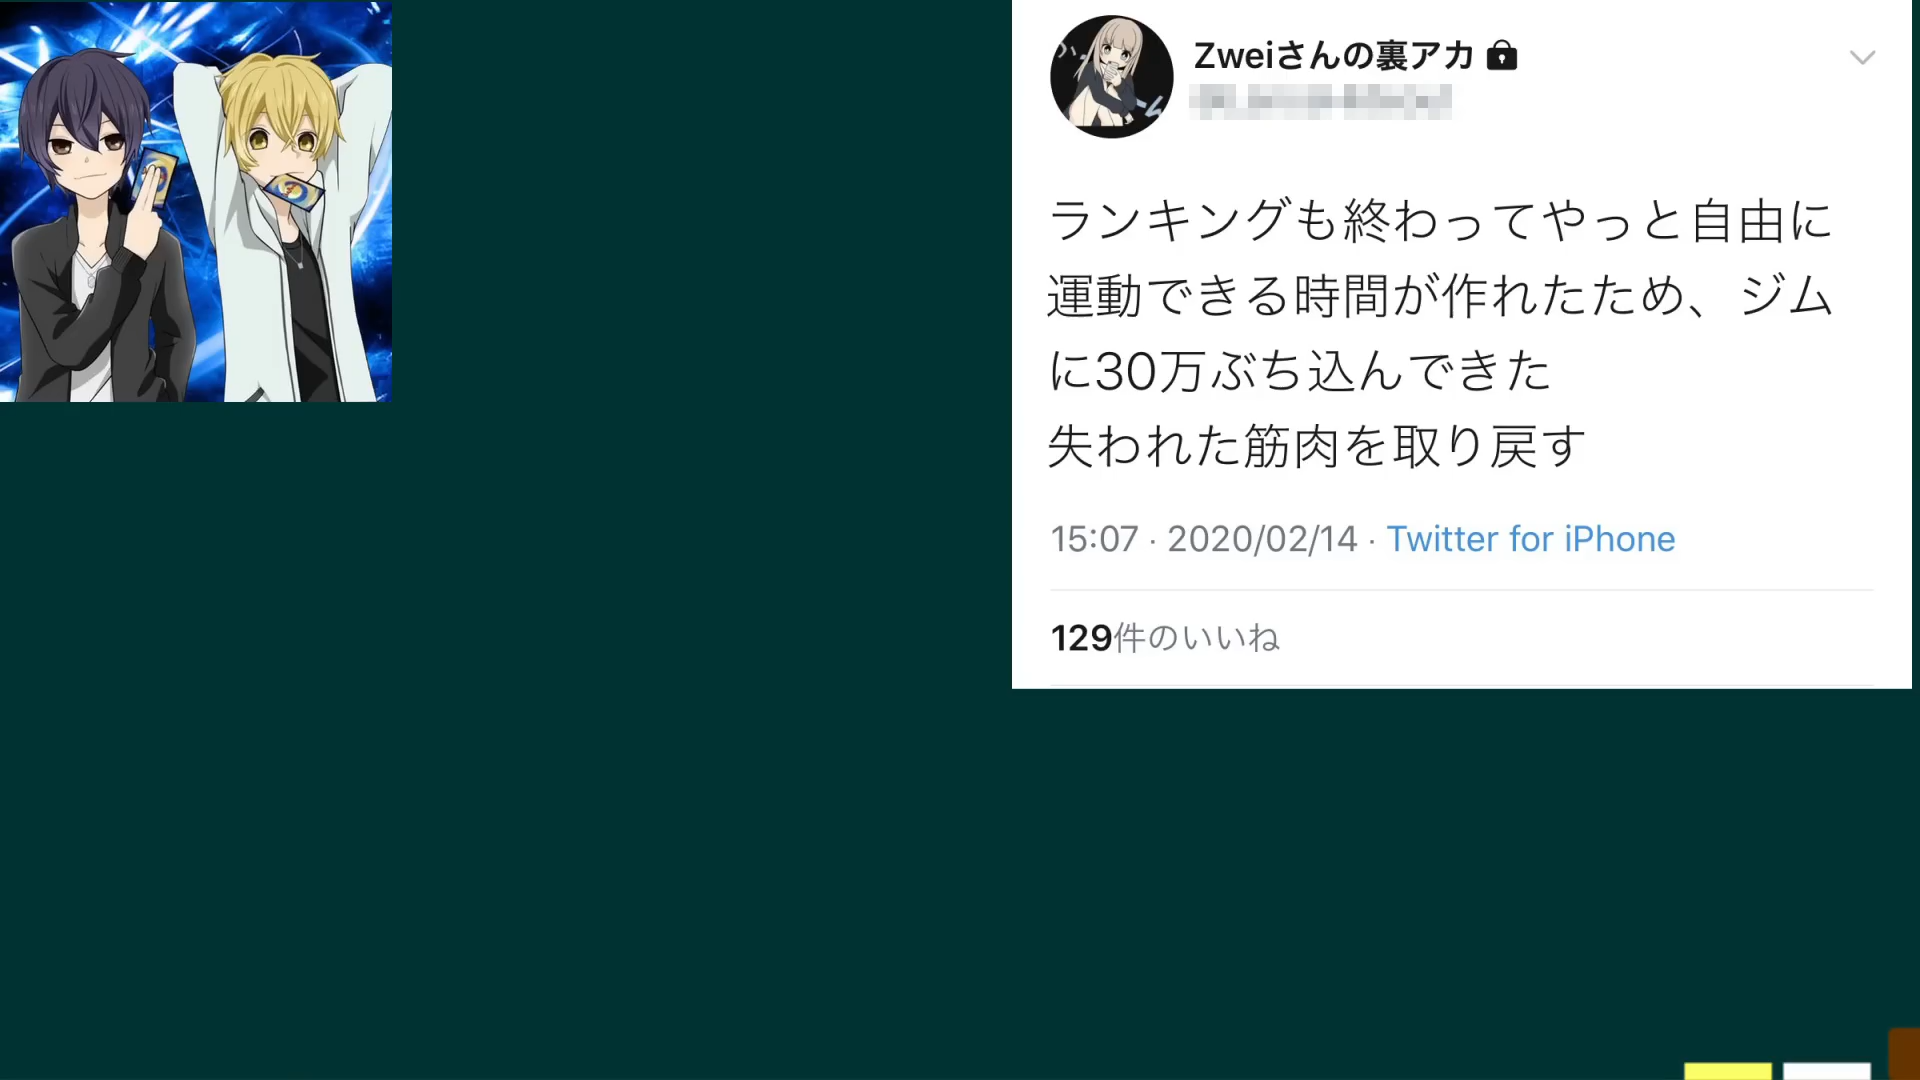 Zweiさんの裏アカ
ランキングも終わってやっと自由に
運動できる時間が作れたため、ジム
に30万ぶち込んできた
失われた筋肉を取り戻す
15:07 · 2020/02/14 · Twitter for iPhone
129件のいいね